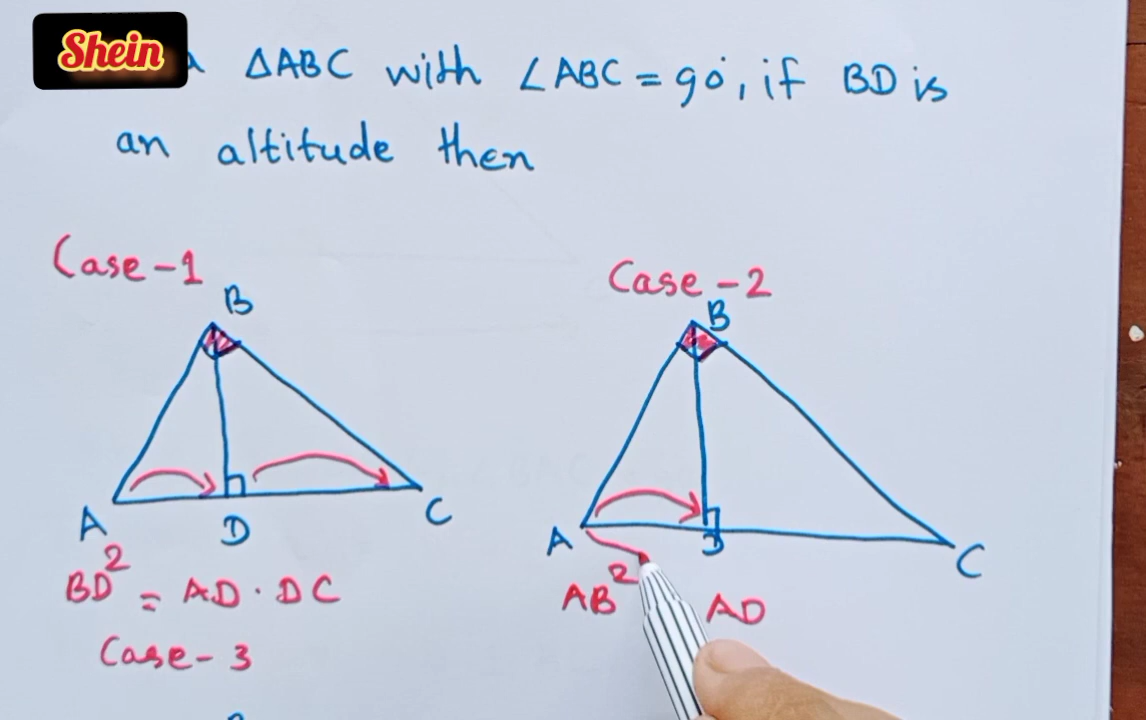 Shein
ΔABC with ∠ABC = 90°, if BD is
an altitude then
Case-1
B
A
D
C
BD² = AD · DC
Case-2
B
A
D
C
AB² AD
Case-3